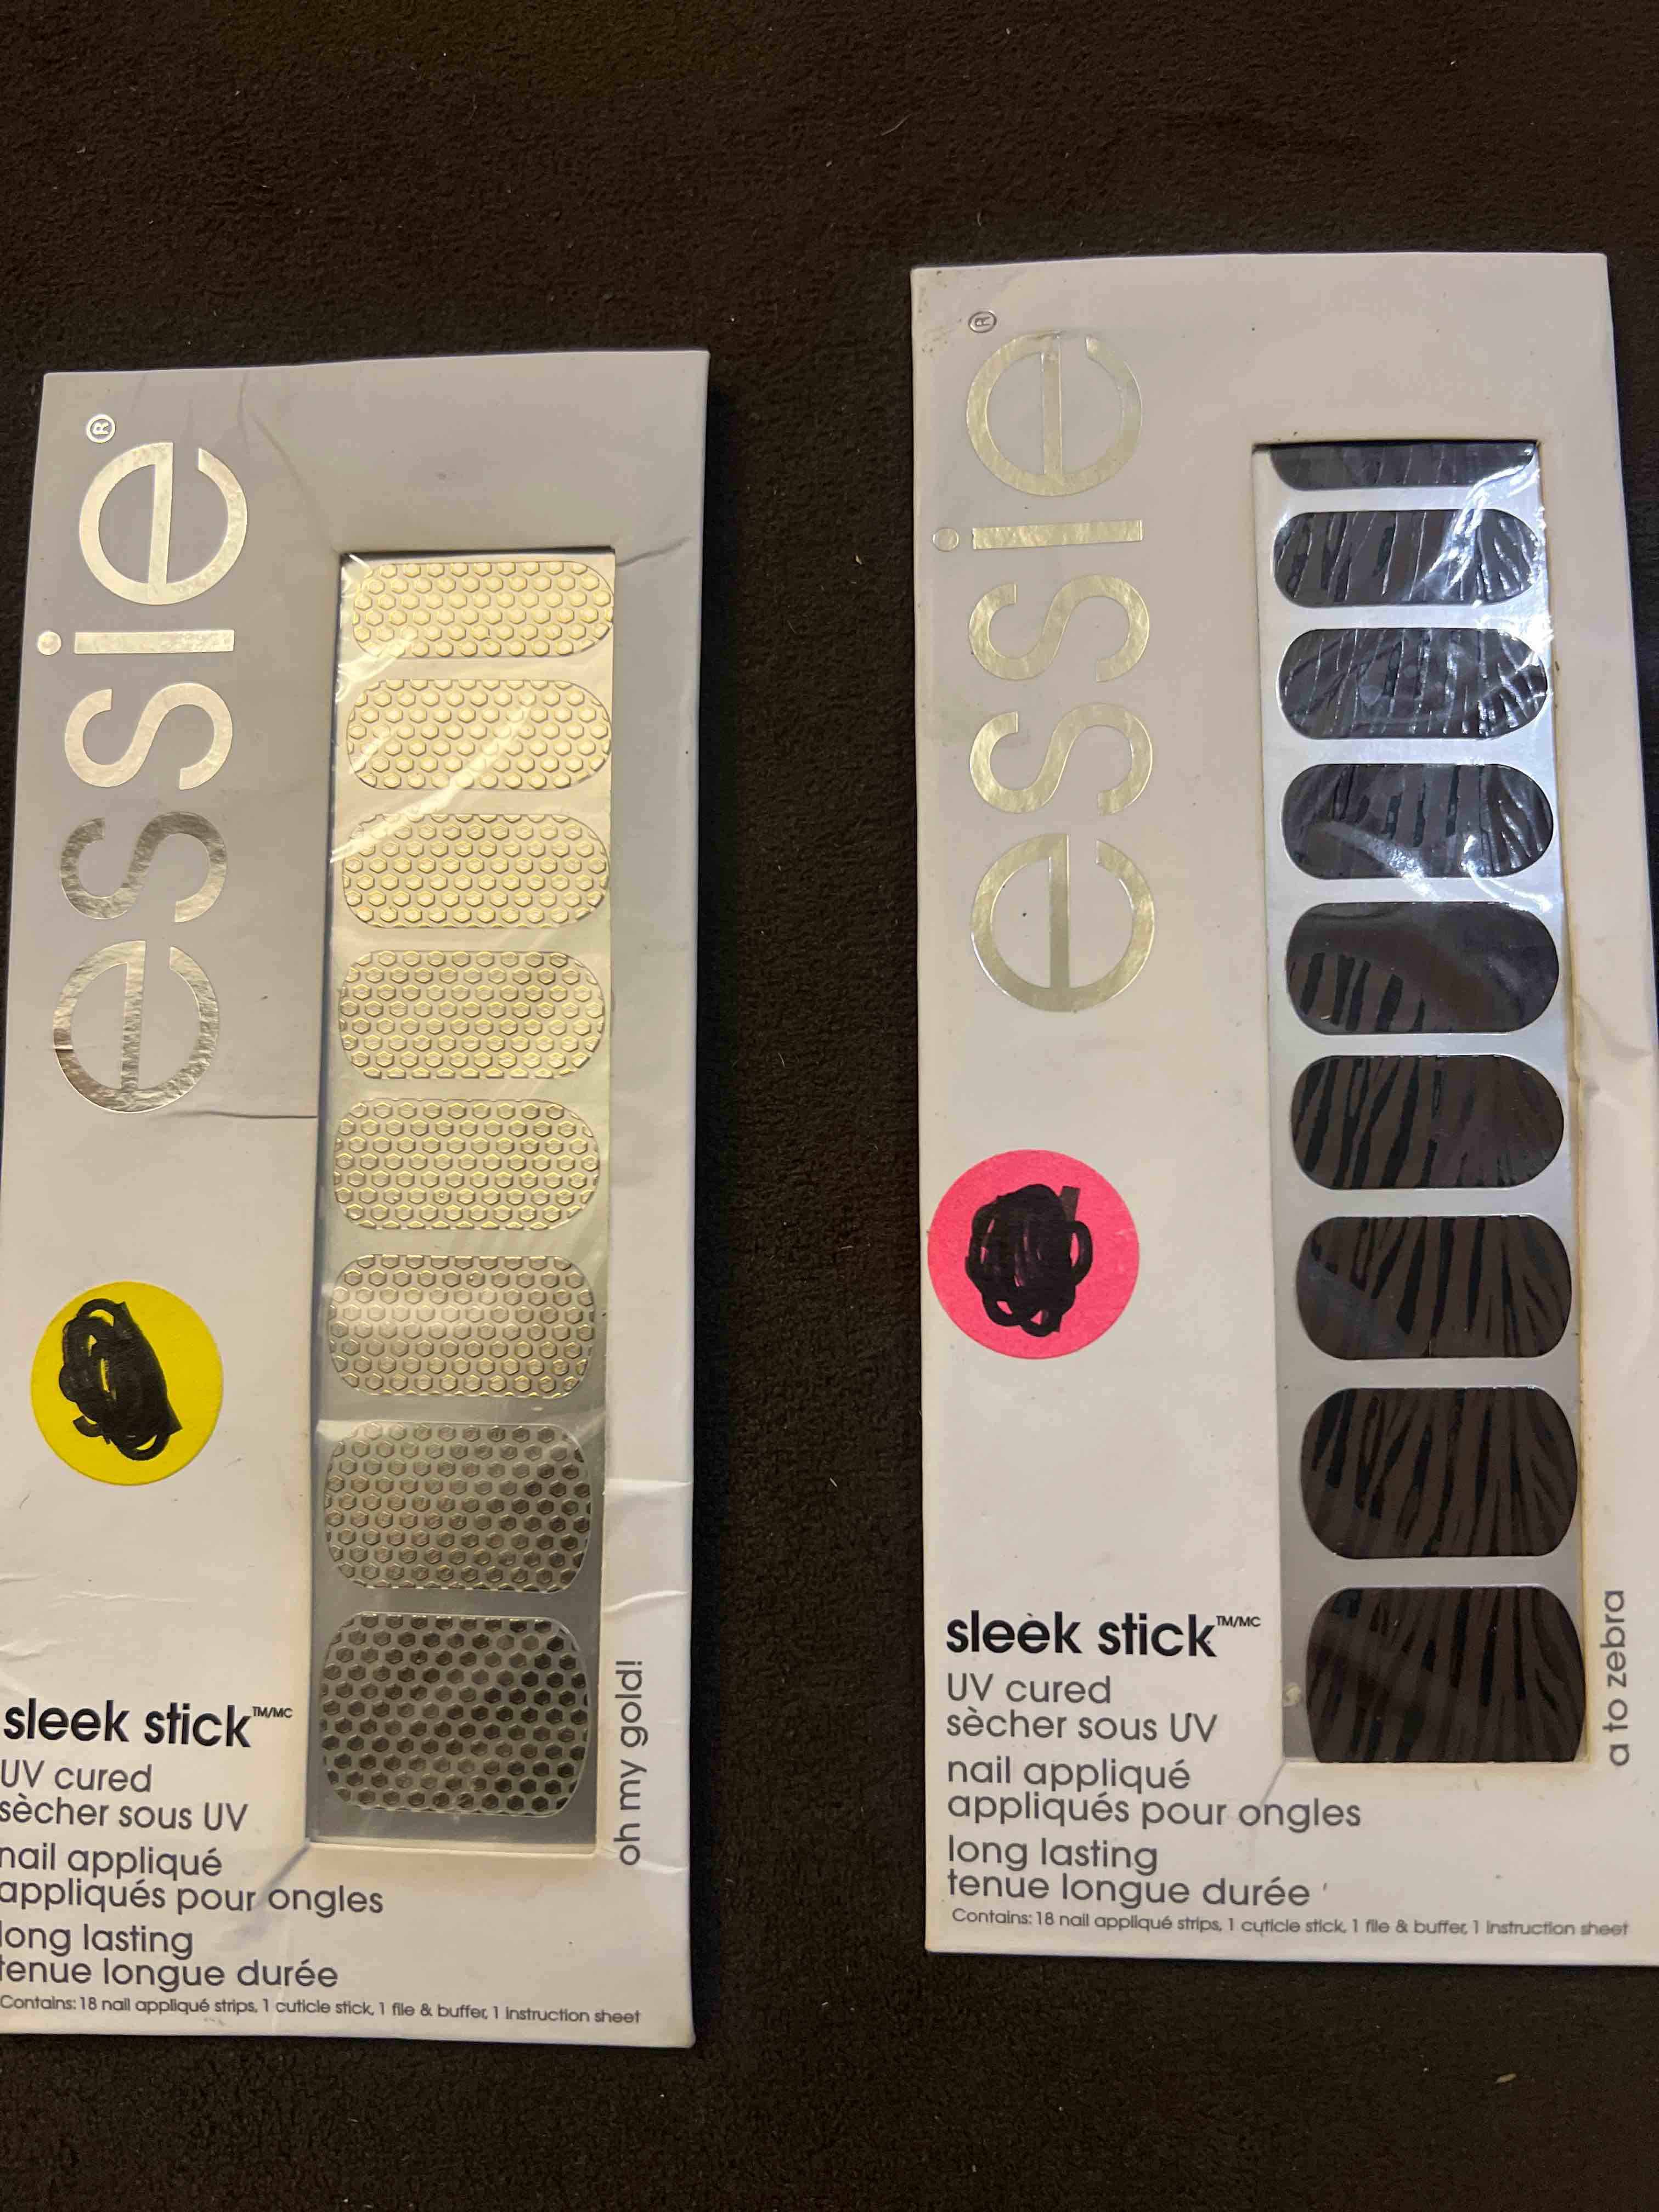 essie®
sleek stick™/MC
UV cured
sècher sous UV
nail appliqué
appliqués pour ongles
long lasting
tenue longue durée
Contains: 18 nail appliqué strips, 1 cuticle stick, 1 file & buffer, 1 instruction sheet
oh my gold!
essie®
sleek stick™/MC
UV cured
sècher sous UV
nail appliqué
appliqués pour ongles
long lasting
tenue longue durée
Contains: 18 nail appliqué strips, 1 cuticle stick, 1 file & buffer, 1 instruction sheet
a to zebra